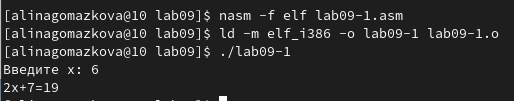 [alinagomazkova@10 lab09]$ nasm -f elf lab09-1.asm
[alinagomazkova@10 lab09]$ ld -m elf_i386 -o lab09-1 lab09-1.o
[alinagomazkova@10 lab09]$ ./lab09-1
Введите x: 6
2x+7=19